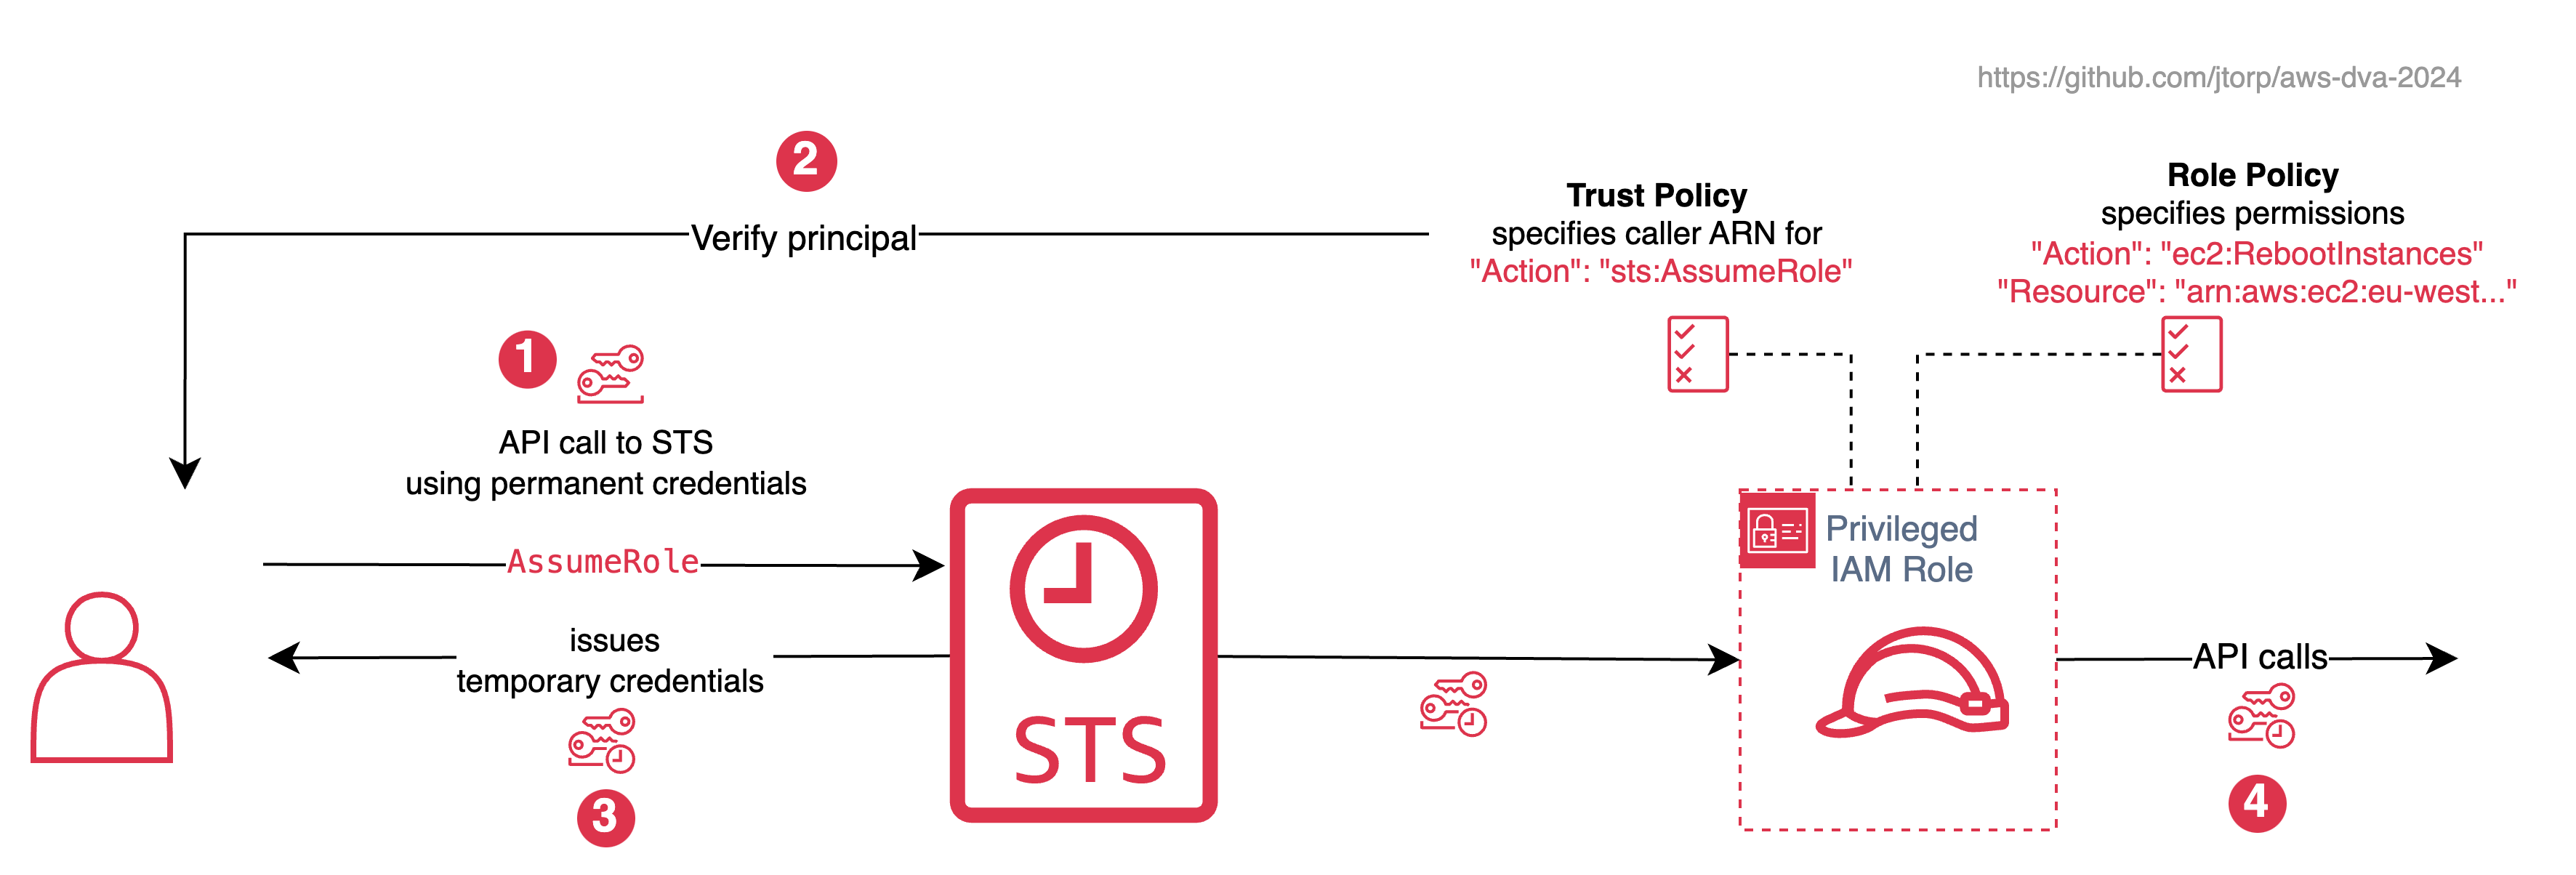 https://github.com/jtorp/aws-dva-2024
2
Verify principal
Trust Policy
specifies caller ARN for
"Action": "sts:AssumeRole"
Role Policy
specifies permissions
"Action": "ec2:RebootInstances"
"Resource": "arn:aws:ec2:eu-west..."
1
API call to STS
using permanent credentials
AssumeRole
issues
temporary credentials
3
STS
Privileged
IAM Role
API calls
4